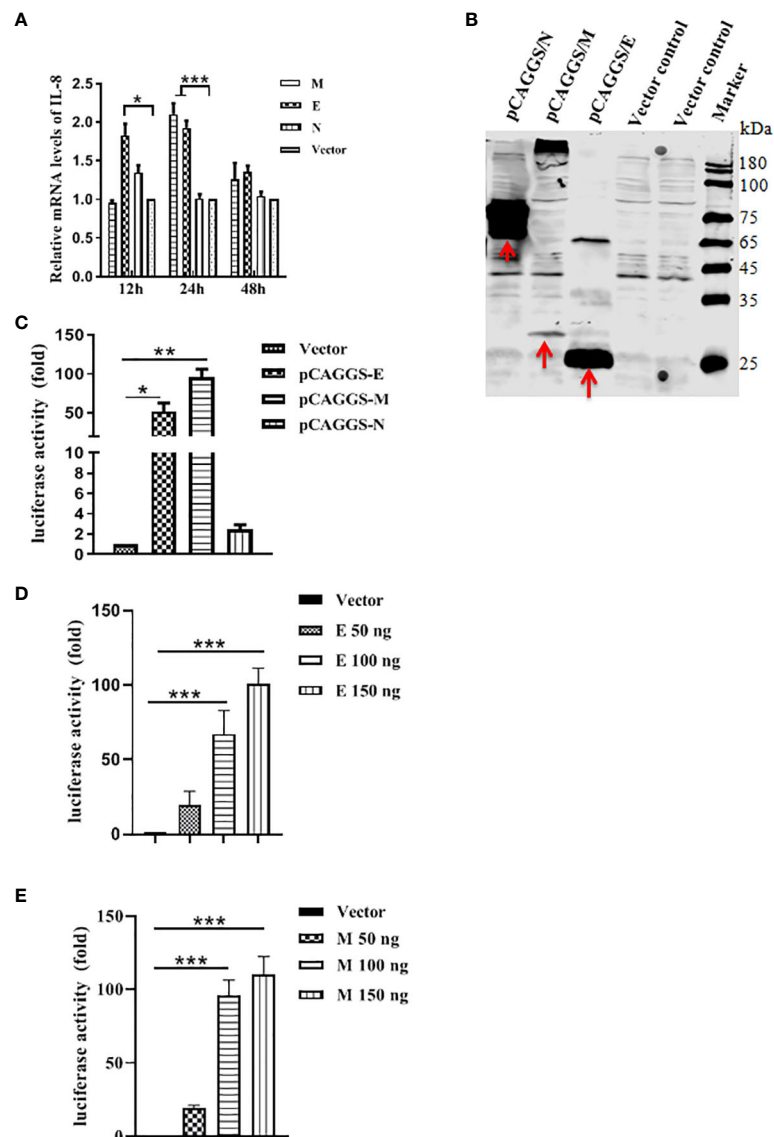 A
Relative mRNA levels of IL-8
2.5
2.0
1.5
1.0
0.5
0.0
*
***
M
E
N
Vector
12h
24h
48h
B
pCAGGS/N
pCAGGS/M
pCAGGS/E
Vector control
Vector control
Marker
kDa
180
100
75
65
45
35
25
C
luciferase activity (fold)
150
100
50
10
8
6
4
2
0
**
*
Vector
pCAGGS-E
pCAGGS-M
pCAGGS-N
D
luciferase activity (fold)
150
100
50
0
***
***
Vector
E 50 ng
E 100 ng
E 150 ng
E
luciferase activity (fold)
150
100
50
0
***
***
Vector
M 50 ng
M 100 ng
M 150 ng